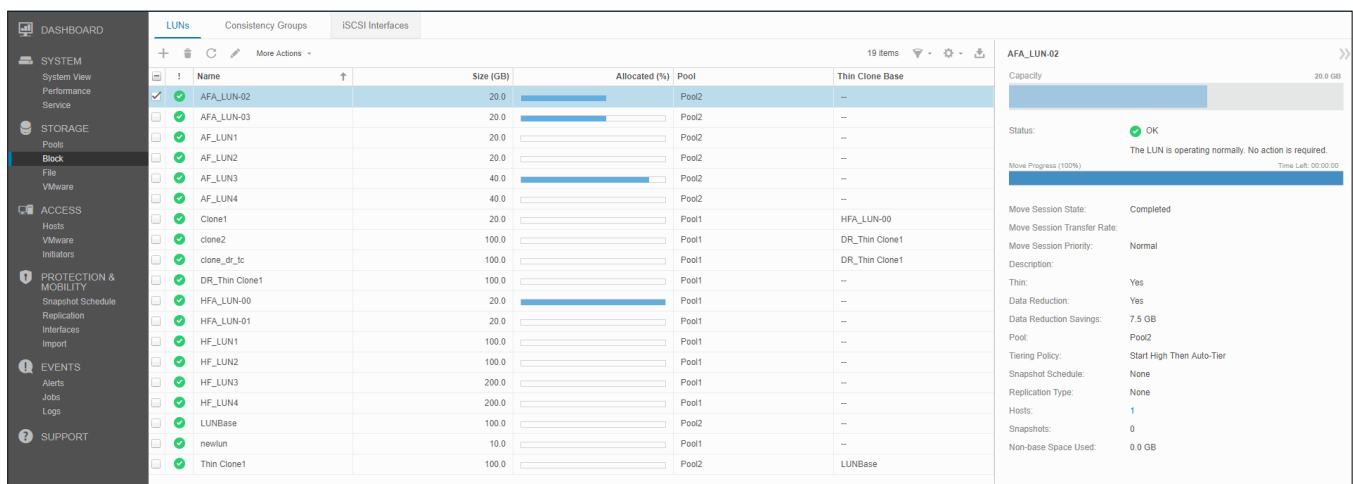 DASHBOARD
SYSTEM
System View
Performance
Service
STORAGE
Pools
Block
File
VMware
ACCESS
Hosts
VMware
Initiators
PROTECTION &
MOBILITY
Snapshot Schedule
Replication
Interfaces
Import
EVENTS
Alerts
Jobs
Logs
SUPPORT
LUNs Consistency Groups iSCSI Interfaces
More Actions 19 items
! Name Size (GB) Allocated (%) Pool Thin Clone Base
AFA_LUN-02 20.0 Pool2 --
AFA_LUN-03 20.0 Pool2 --
AF_LUN1 20.0 Pool2 --
AF_LUN2 20.0 Pool2 --
AF_LUN3 40.0 Pool2 --
AF_LUN4 40.0 Pool2 --
Clone1 20.0 Pool1 HFA_LUN-00
clone2 100.0 Pool1 DR_Thin Clone1
clone_dr_tc 100.0 Pool1 DR_Thin Clone1
DR_Thin Clone1 100.0 Pool1 --
HFA_LUN-00 20.0 Pool1 --
HFA_LUN-01 20.0 Pool1 --
HF_LUN1 100.0 Pool1 --
HF_LUN2 100.0 Pool1 --
HF_LUN3 200.0 Pool1 --
HF_LUN4 200.0 Pool1 --
LUNBase 100.0 Pool2 --
newlun 10.0 Pool1 --
Thin Clone1 100.0 Pool2 LUNBase
AFA_LUN-02
Capacity 20.0 GB
Status: OK
The LUN is operating normally. No action is required.
Move Progress (100%) Time Left: 00:00:00
Move Session State: Completed
Move Session Transfer Rate:
Move Session Priority: Normal
Description:
Thin: Yes
Data Reduction: Yes
Data Reduction Savings: 7.5 GB
Pool: Pool2
Tiering Policy: Start High Then Auto-Tier
Snapshot Schedule: None
Replication Type: None
Hosts: 1
Snapshots: 0
Non-base Space Used: 0.0 GB